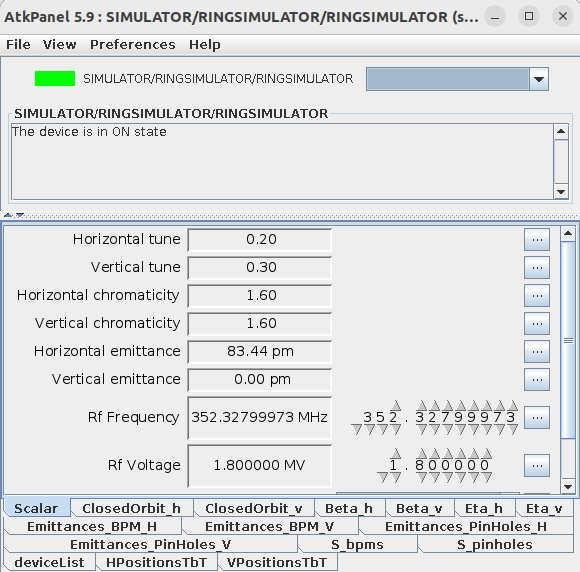 AtkPanel 5.9 : SIMULATOR/RINGSIMULATOR/RINGSIMULATOR (s...
File View Preferences Help
SIMULATOR/RINGSIMULATOR/RINGSIMULATOR
SIMULATOR/RINGSIMULATOR/RINGSIMULATOR
The device is in ON state
Horizontal tune 0.20 ...
Vertical tune 0.30 ...
Horizontal chromaticity 1.60 ...
Vertical chromaticity 1.60 ...
Horizontal emittance 83.44 pm ...
Vertical emittance 0.00 pm ...
Rf Frequency 352.32799973 MHz 352.32799973 ...
Rf Voltage 1.800000 MV 1.800000 ...
Scalar ClosedOrbit_h ClosedOrbit_v Beta_h Beta_v Eta_h Eta_v
Emittances_BPM_H Emittances_BPM_V Emittances_PinHoles_H
Emittances_PinHoles_V S_bpms S_pinholes
deviceList HPositionsTbT VPositionsTbT